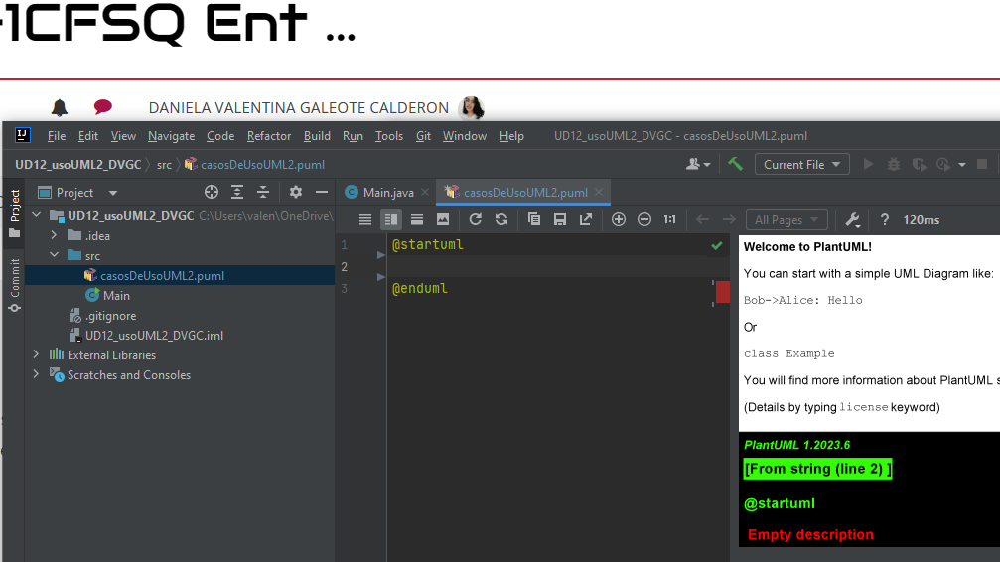 -1CFSQ Ent ...
DANIELA VALENTINA GALEOTE CALDERON
IJ File Edit View Navigate Code Refactor Build Run Tools Git Window Help UD12_usoUML2_DVGC - casosDeUsoUML2.puml
UD12_usoUML2_DVGC src casosDeUsoUML2.puml Current File
Project Project Main.java casosDeUsoUML2.puml
UD12_usoUML2_DVGC C:\Users\valen\OneDrive\ 1:1 All Pages ? 120ms
.idea
src
casosDeUsoUML2.puml
Main
.gitignore
UD12_usoUML2_DVGC.iml
External Libraries
Scratches and Consoles
Commit
1 @startuml
2
3 @enduml
Welcome to PlantUML!
You can start with a simple UML Diagram like:
Bob->Alice: Hello
Or
class Example
You will find more information about PlantUML s
(Details by typing license keyword)
PlantUML 1.2023.6
[From string (line 2) ]
@startuml
Empty description